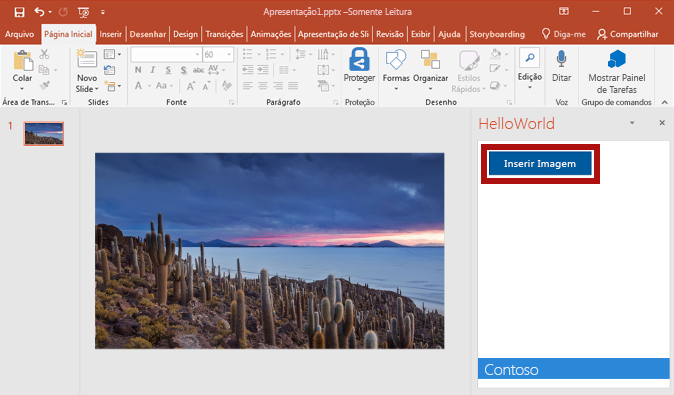 Apresentação1.pptx –Somente Leitura
Arquivo Página Inicial Inserir Desenhar Design Transições Animações Apresentação de Sli Revisão Exibir Ajuda Storyboarding Diga-me Compartilhar
Colar Novo Slide 60 N I S S A Aa A A Proteger Formas Organizar Estilos Rápidos Edição Ditar Mostrar Painel de Tarefas
Área de Trans... Slides Fonte Parágrafo Proteção Desenho Voz Grupo de comandos
1
HelloWorld
Inserir Imagem
Contoso